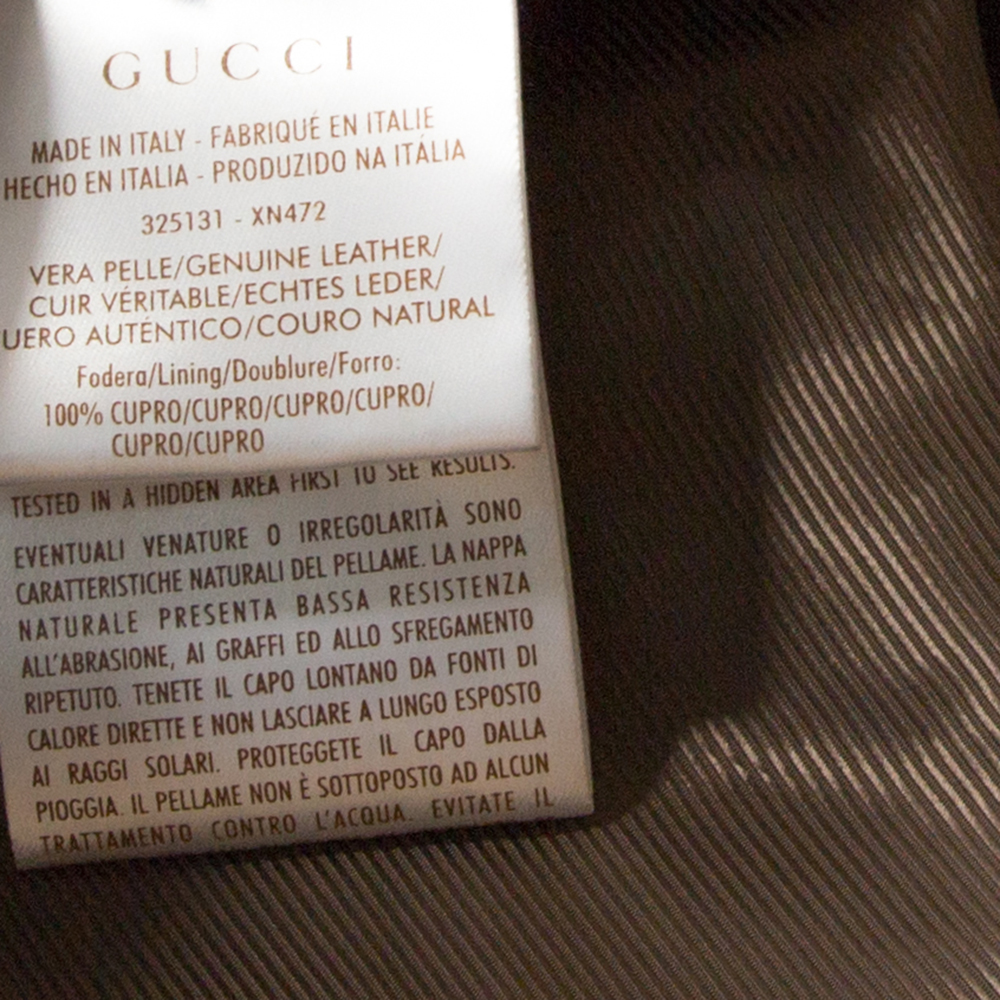 GUCCI
MADE IN ITALY - FABRIQUÉ EN ITALIE
HECHO EN ITALIA - PRODUZIDO NA ITÁLIA
325131 - XN472
VERA PELLE/GENUINE LEATHER/
CUIR VÉRITABLE/ECHTES LEDER/
UERO AUTÉNTICO/COURO NATURAL
Fodera/Lining/Doublure/Forro:
100% CUPRO/CUPRO/CUPRO/CUPRO/
CUPRO/CUPRO
TESTED IN A HIDDEN AREA FIRST TO SEE RESULTS.
EVENTUALI VENATURE O IRREGOLARITÀ SONO
CARATTERISTICHE NATURALI DEL PELLAME. LA NAPPA
NATURALE PRESENTA BASSA RESISTENZA
ALL'ABRASIONE, AI GRAFFI ED ALLO SFREGAMENTO
RIPETUTO. TENETE IL CAPO LONTANO DA FONTI DI
CALORE DIRETTE E NON LASCIARE A LUNGO ESPOSTO
AI RAGGI SOLARI. PROTEGGETE IL CAPO DALLA
PIOGGIA. IL PELLAME NON È SOTTOPOSTO AD ALCUN
TRATTAMENTO CONTRO L'ACQUA. EVITATE IL